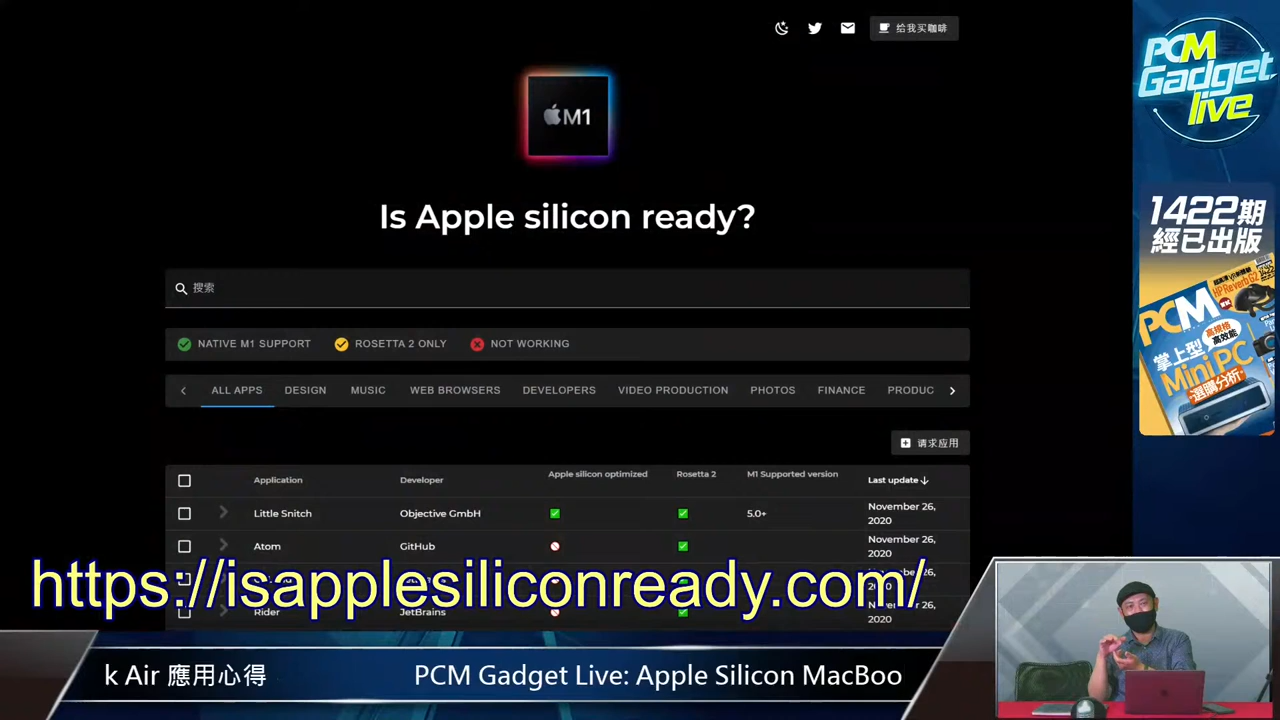 给我买咖啡
M1
Is Apple silicon ready?
搜索
NATIVE M1 SUPPORT ROSETTA 2 ONLY NOT WORKING
ALL APPS DESIGN MUSIC WEB BROWSERS DEVELOPERS VIDEO PRODUCTION PHOTOS FINANCE PRODUC
请求应用
Application Developer Apple silicon optimized Rosetta 2 M1 Supported version Last update
Little Snitch Objective GmbH 5.0+ November 26, 2020
Atom GitHub November 26, 2020
https://isapplesiliconready.com/
Rider JetBrains 2020
k Air 應用心得 PCM Gadget Live: Apple Silicon MacBoo
PCM
Gadget
live
1422期
經已出版
HP Reverb G2
PCM
高規格
高效能
掌上型
Mini PC
選購分析